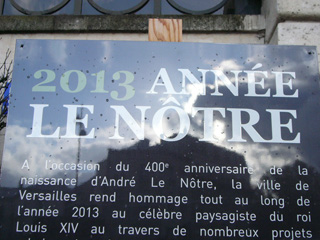 2013 ANNÉE
LE NÔTRE
A l'occasion du 400e anniversaire de la
naissance d'André Le Nôtre, la ville de
Versailles rend hommage tout au long de
l'année 2013 au célèbre paysagiste du roi
Louis XIV au travers de nombreux projets